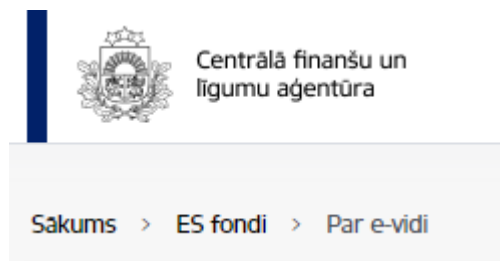 Centrālā finanšu un
līgumu aģentūra
Sākums > ES fondi > Par e-vidi